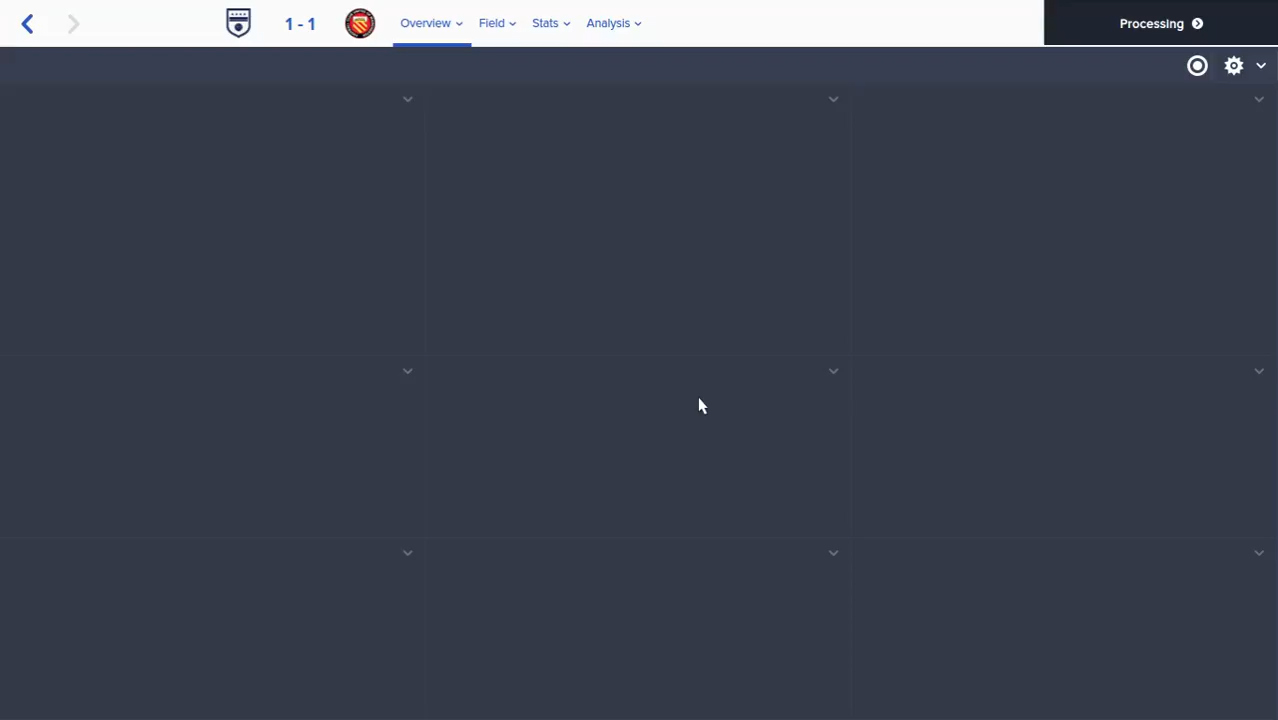 1 - 1
Overview
Field
Stats
Analysis
Processing